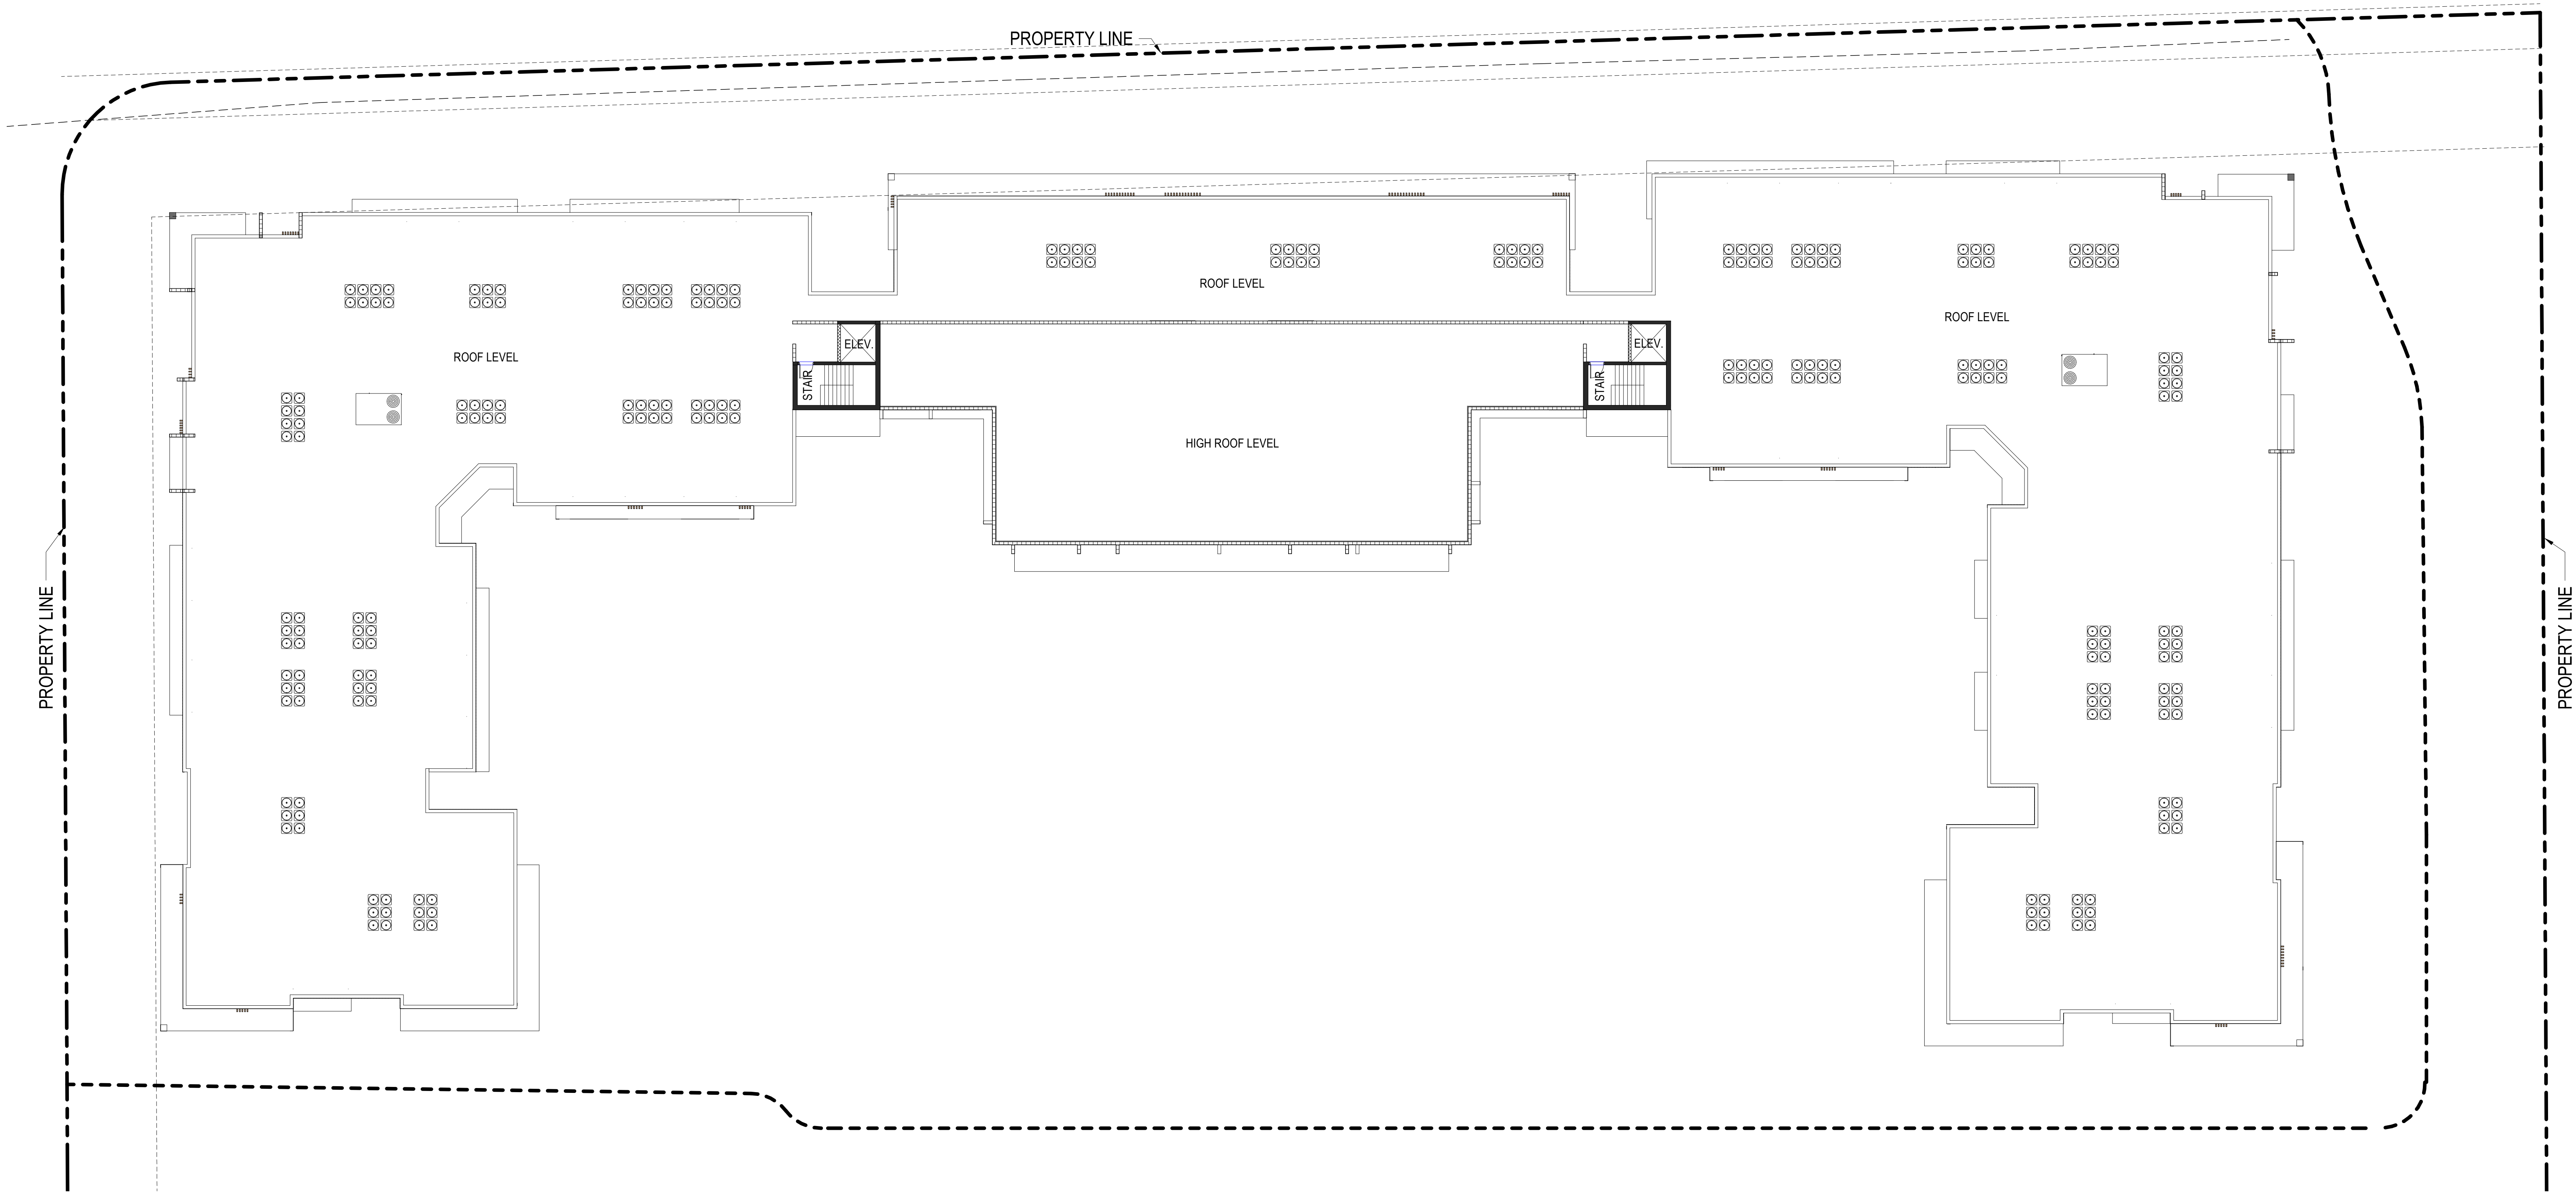 PROPERTY LINE
ROOF LEVEL
ROOF LEVEL
ELEV.
ELEV.
ROOF LEVEL
STAIR
STAIR
HIGH ROOF LEVEL
PROPERTY LINE
PROPERTY LINE